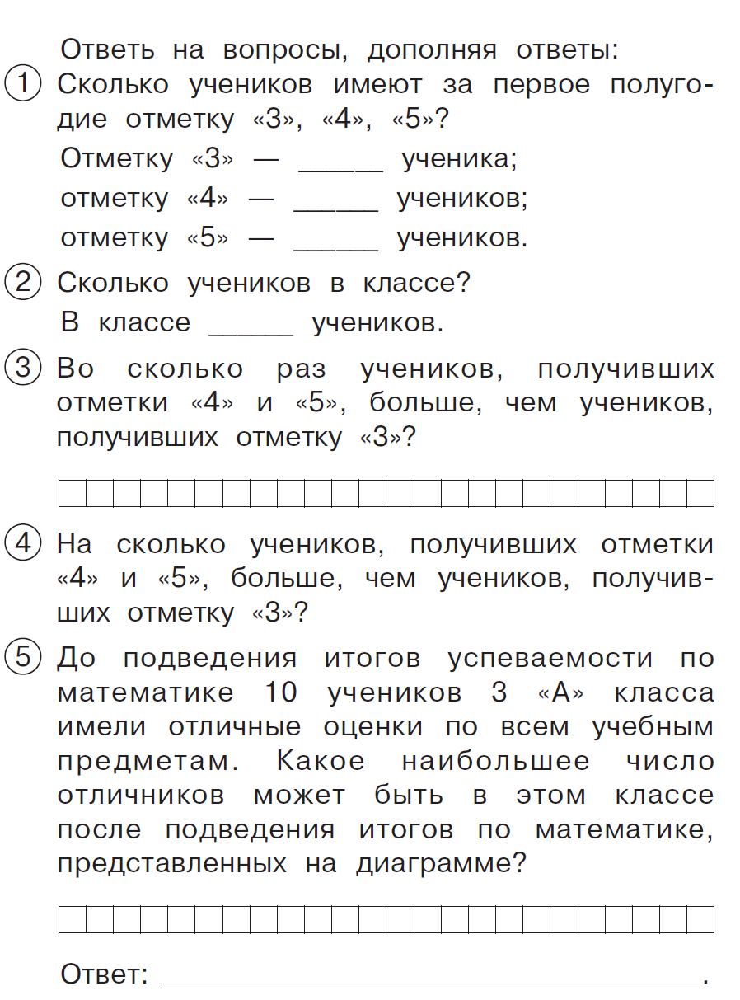 Ответь на вопросы, дополняя ответы:
1 Сколько учеников имеют за первое полуго-
дие отметку «3», «4», «5»?
Отметку «3» — ______ ученика;
отметку «4» — ______ учеников;
отметку «5» — ______ учеников.
2 Сколько учеников в классе?
В классе ______ учеников.
3 Во сколько раз учеников, получивших
отметки «4» и «5», больше, чем учеников,
получивших отметку «3»?
4 На сколько учеников, получивших отметки
«4» и «5», больше, чем учеников, получив-
ших отметку «3»?
5 До подведения итогов успеваемости по
математике 10 учеников 3 «А» класса
имели отличные оценки по всем учебным
предметам. Какое наибольшее число
отличников может быть в этом классе
после подведения итогов по математике,
представленных на диаграмме?
Ответ: ______.